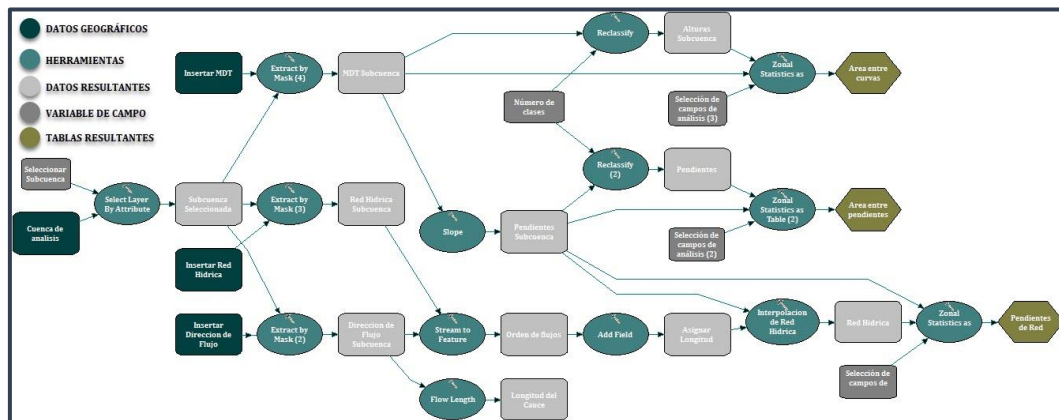 DATOS GEOGRÁFICOS
HERRAMIENTAS
DATOS RESULTANTES
VARIABLE DE CAMPO
TABLAS RESULTANTES
Insertar MDT
Extract by
Mask (4)
MDT Subcuenca
Reclassify
Alturas
Subcuenca
Zonal
Statistics as
Area entre
curvas
Número de
clases
Selección de
campos de
análisis (3)
Seleccionar
Subcuenca
Cuenca de
analisis
Select Layer
By Attribute
Subcuenca
Seleccionada
Extract by
Mask (3)
Red Hidrica
Subcuenca
Insertar Red
Hidrica
Slope
Pendientes
Subcuenca
Reclassify
(2)
Pendientes
Zonal
Statistics as
Table (2)
Area entre
pendientes
Selección de
campos de
análisis (2)
Insertar
Direccion de
Flujo
Extract by
Mask (2)
Direccion de
Flujo
Subcuenca
Stream to
Feature
Orden de flujos
Add Field
Asignar
Longitud
Interpolacion
de Red
Hidrica
Red Hidrica
Zonal
Statistics as
Pendientes
de Red
Selección de
campos de
Flow Length
Longitud del
Cauce